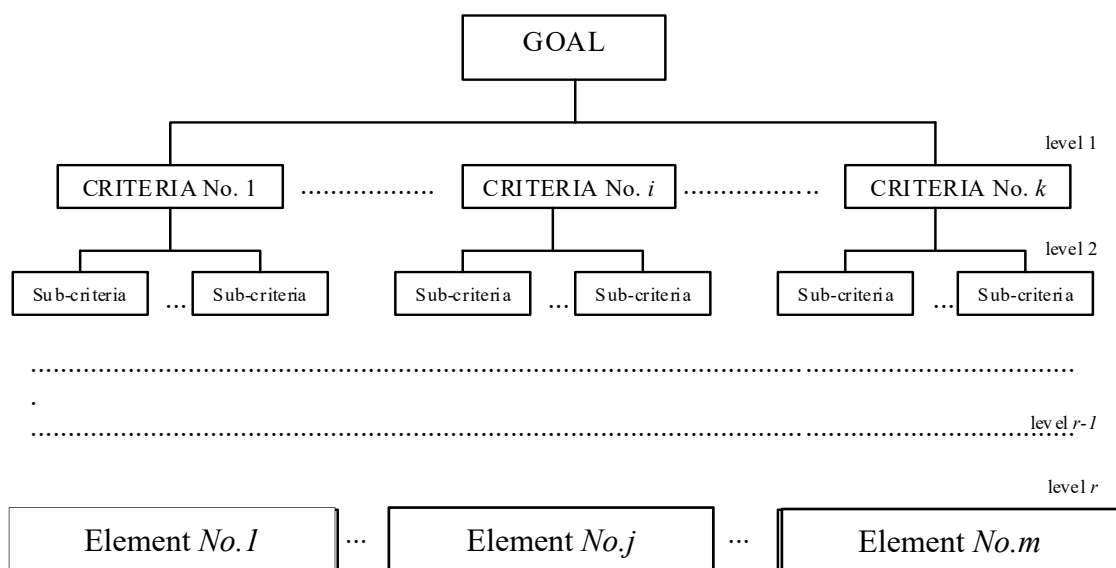 GOAL
level 1
CRITERIA No. 1 ........................ CRITERIA No. i ........................ CRITERIA No. k
level 2
Sub-criteria ... Sub-criteria Sub-criteria ... Sub-criteria Sub-criteria ... Sub-criteria
................................................................................
.
................................................................................
level r-1
level r
Element No.1 ... Element No.j ... Element No.m